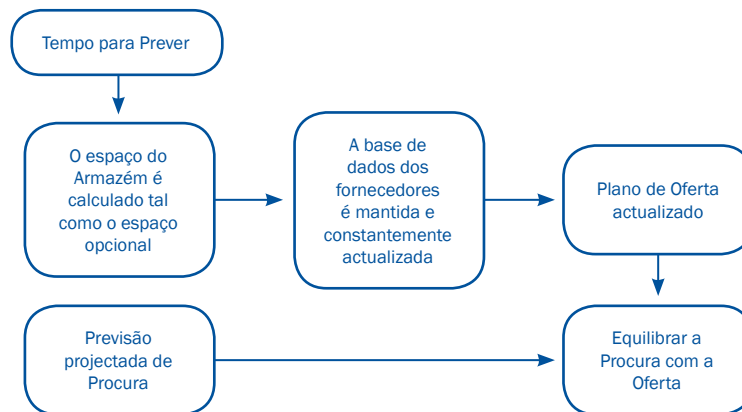 Tempo para Prever
O espaço do
Armazém é
calculado tal
como o espaço
opcional
A base de
dados dos
fornecedores
é mantida e
constantemente
actualizada
Plano de Oferta
actualizado
Previsão
projectada de
Procura
Equilibrar a
Procura com a
Oferta